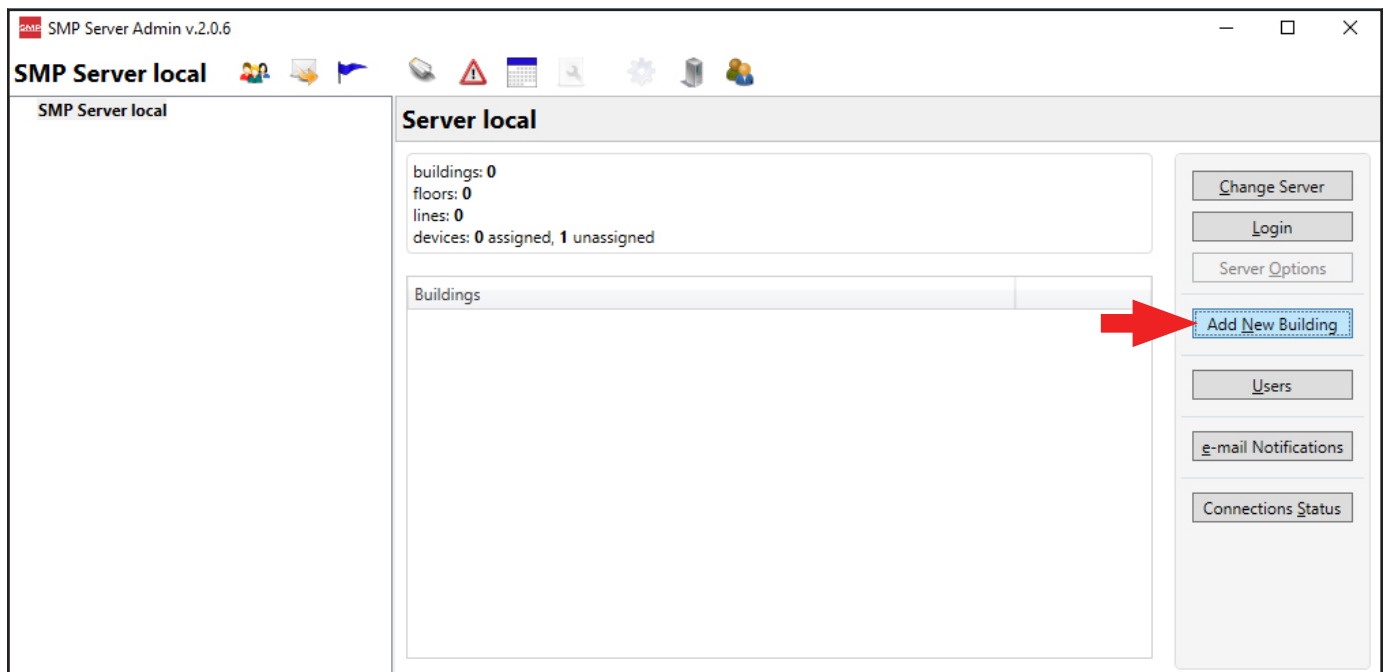 SMP
SMP Server Admin v.2.0.6
SMP Server local
SMP Server local
Server local
buildings: 0
floors: 0
lines: 0
devices: 0 assigned, 1 unassigned
Buildings
Change Server
Login
Server Options
Add New Building
Users
e-mail Notifications
Connections Status